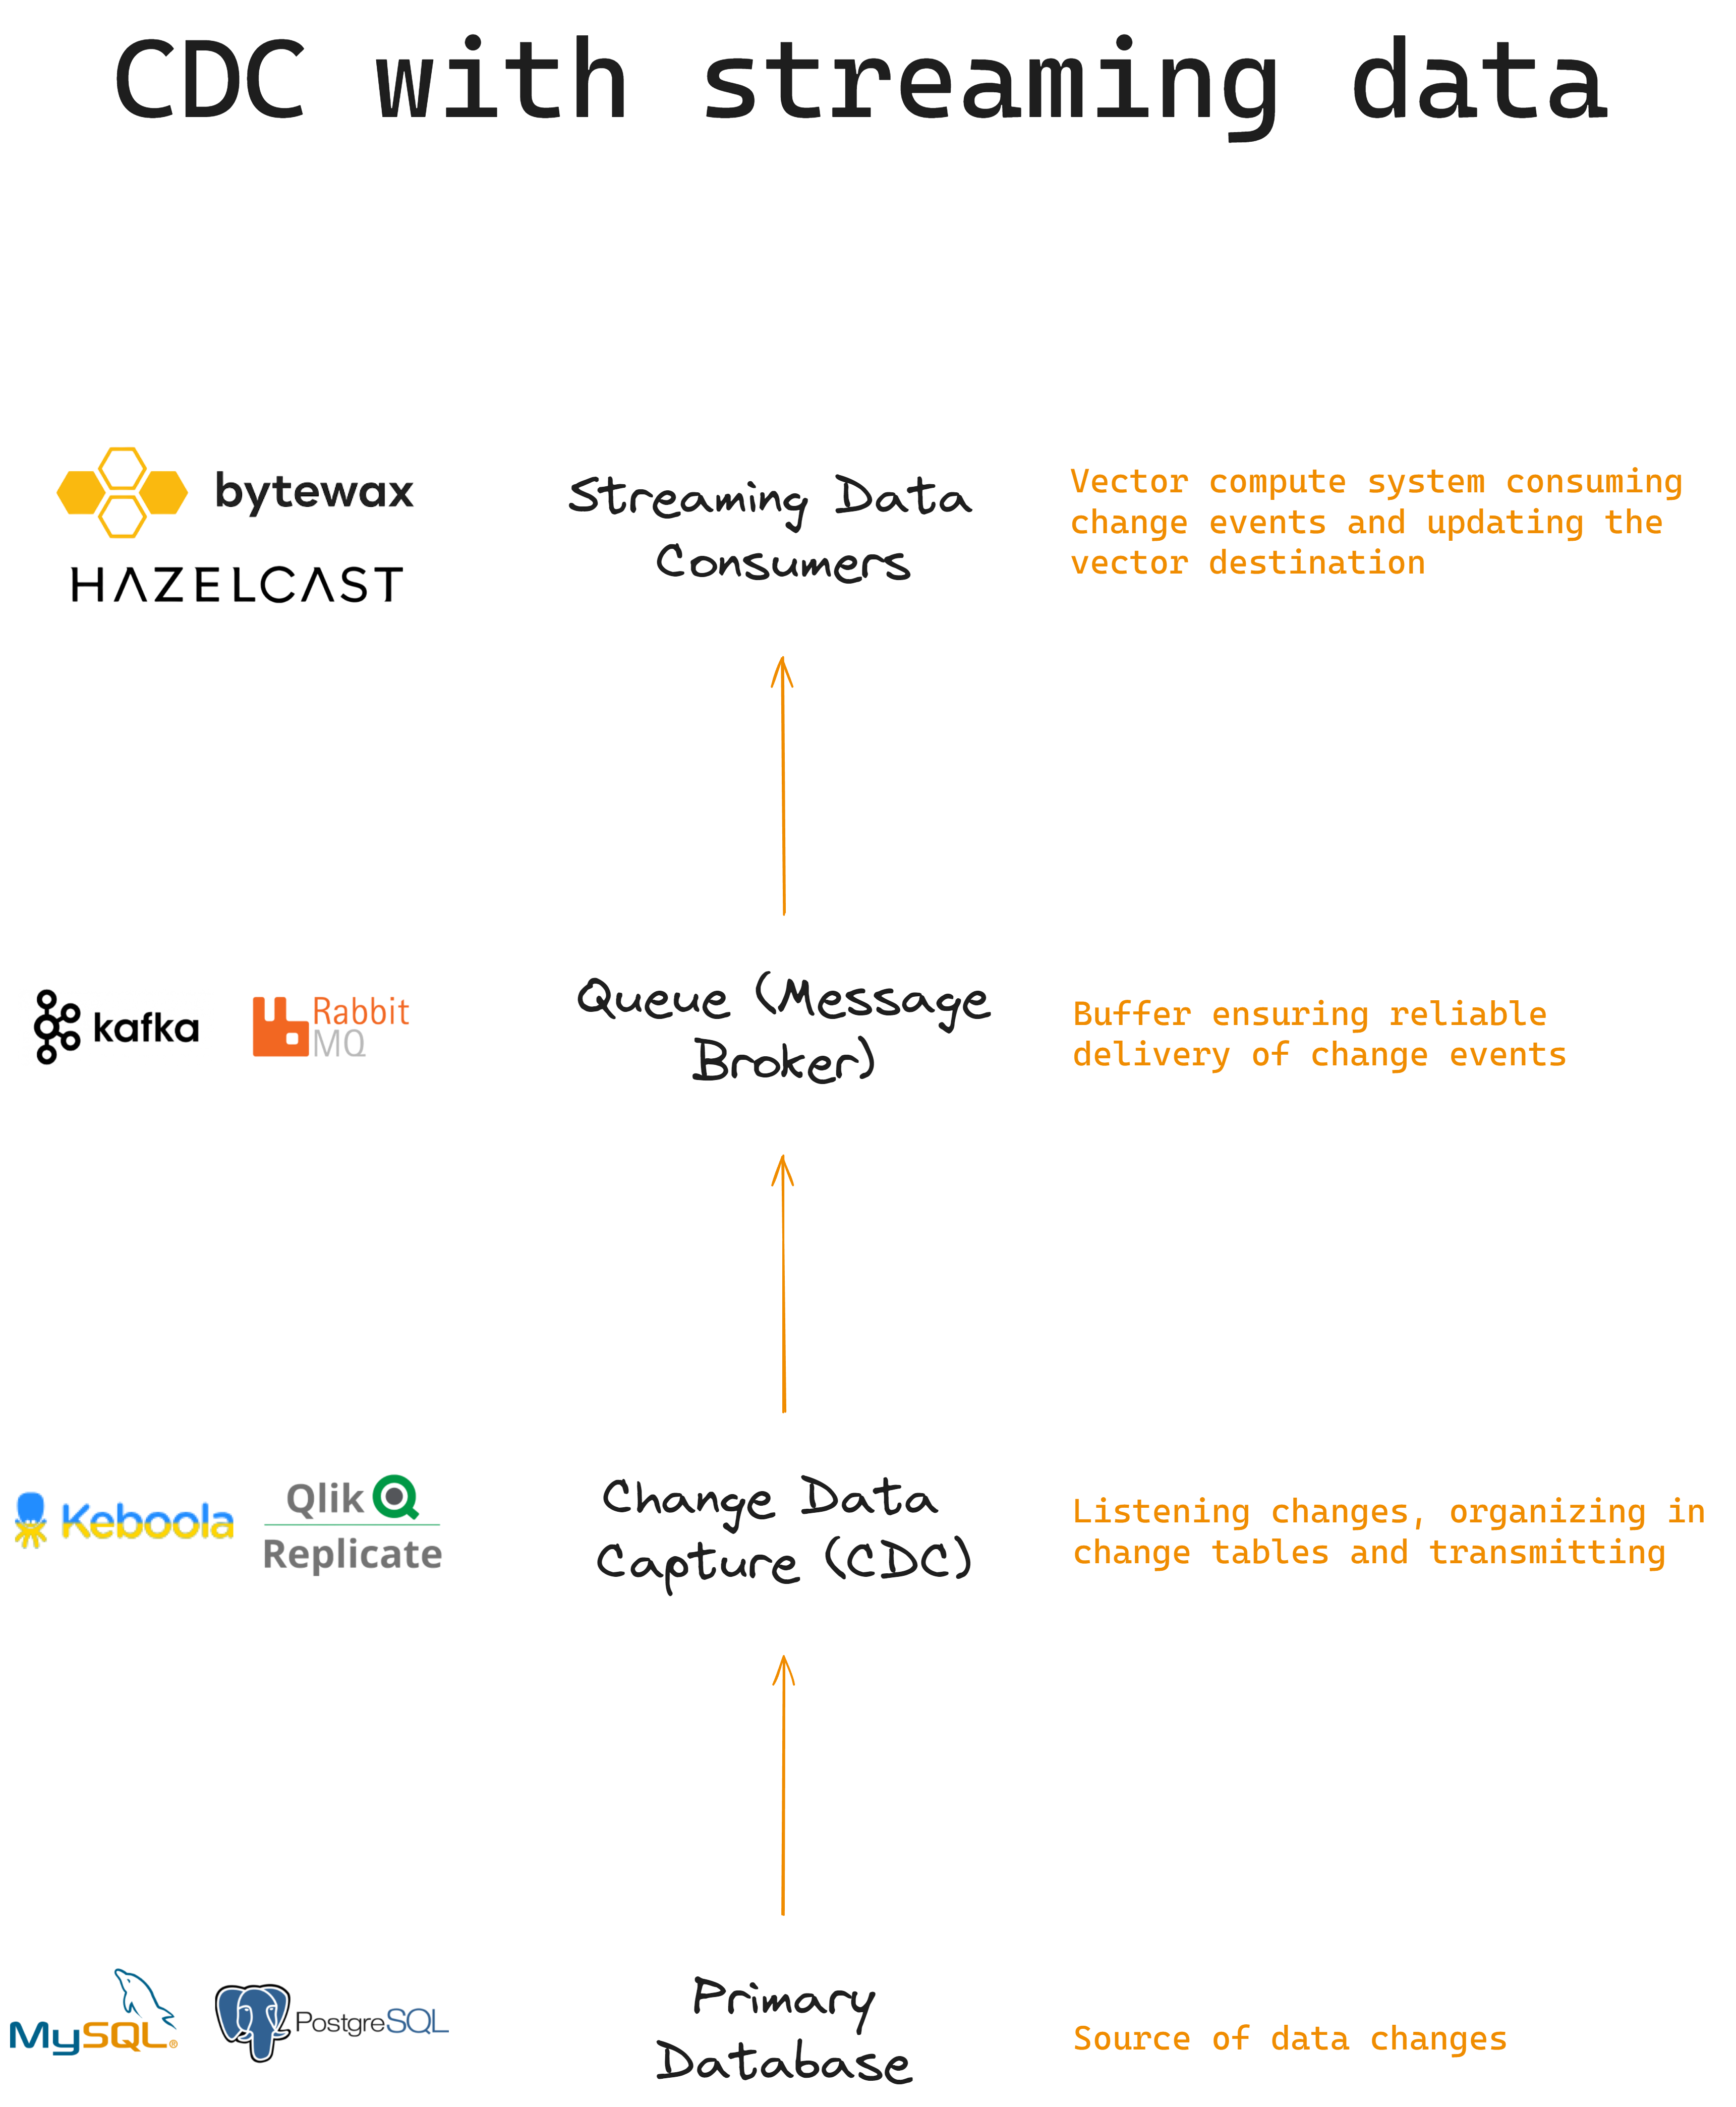 CDC with streaming data
bytewax
HAZELCAST
Streaming Data
Consumers
Vector compute system consuming
change events and updating the
vector destination
kafka
Rabbit
MQ
Queue (Message
Broker)
Buffer ensuring reliable
delivery of change events
Keboola
Qlik
Replicate
Change Data
Capture (CDC)
Listening changes, organizing in
change tables and transmitting
MySQL®
PostgreSQL
Primary
Database
Source of data changes